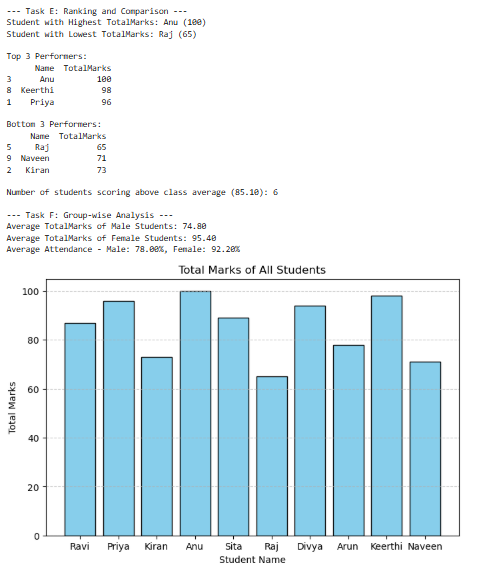 --- Task E: Ranking and Comparison ---
Student with Highest TotalMarks: Anu (100)
Student with Lowest TotalMarks: Raj (65)
Top 3 Performers:
Name TotalMarks
3 Anu 100
8 Keerthi 98
1 Priya 96
Bottom 3 Performers:
Name TotalMarks
5 Raj 65
9 Naveen 71
2 Kiran 73
Number of students scoring above class average (85.10): 6
--- Task F: Group-wise Analysis ---
Average TotalMarks of Male Students: 74.80
Average TotalMarks of Female Students: 95.40
Average Attendance - Male: 78.00%, Female: 92.20%
Total Marks of All Students
100
80
60
40
20
0
Total Marks
Ravi Priya Kiran Anu Sita Raj Divya Arun Keerthi Naveen
Student Name